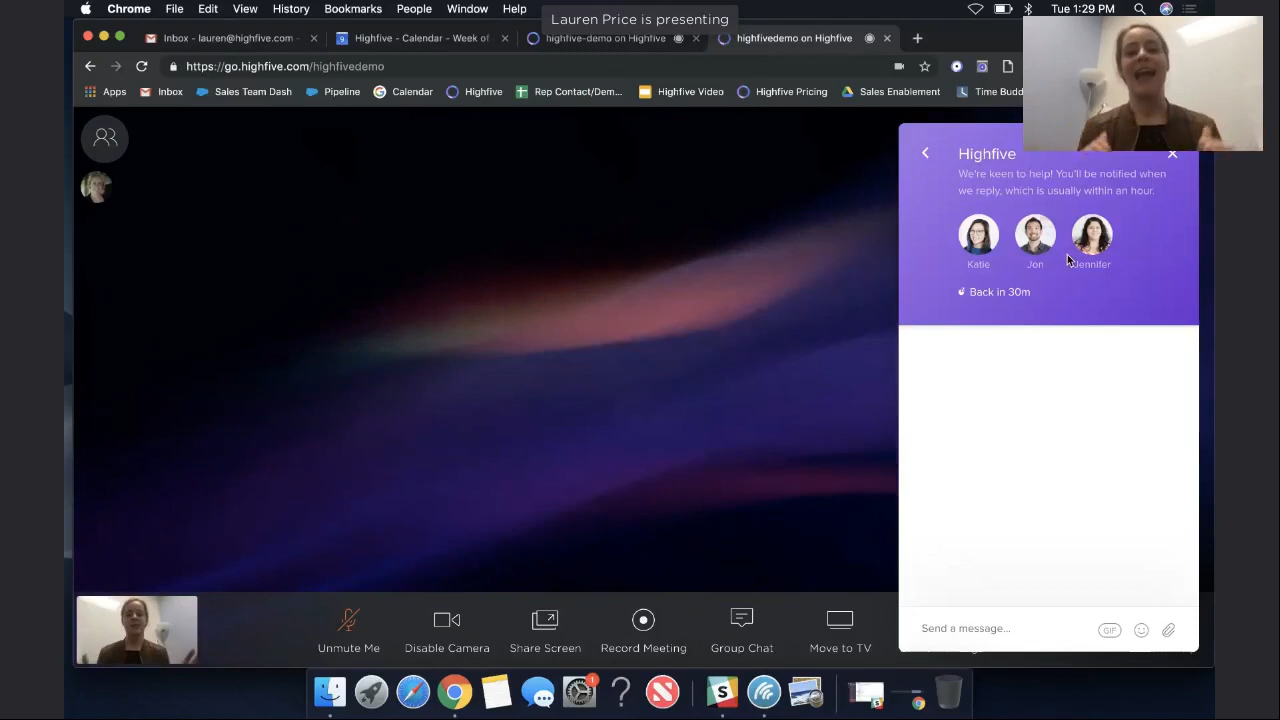 Chrome File Edit View History Bookmarks People Window Help
Lauren Price is presenting
Tue 1:29 PM
Inbox - lauren@highfive.com -
Highfive - Calendar - Week of
highfive-demo on Highfive
highfivedemo on Highfive
https://go.highfive.com/highfivedemo
Apps Inbox Sales Team Dash Pipeline Calendar Highfive Rep Contact/Dem... Highfive Video Highfive Pricing Sales Enablement Time Budd
Highfive
We're keen to help! You'll be notified when
we reply, which is usually within an hour.
Katie Jon Jennifer
Back in 30m
Send a message...
GIF
Unmute Me Disable Camera Share Screen Record Meeting Group Chat Move to TV
1